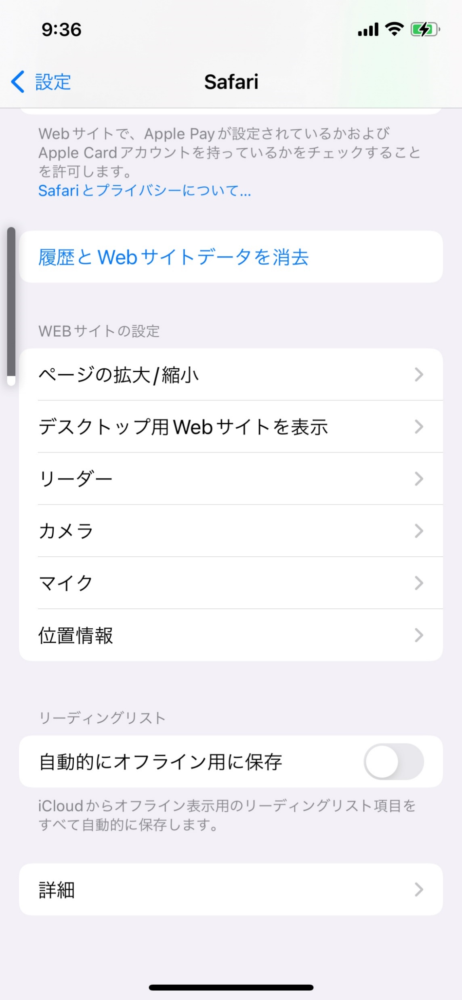 9:36
設定
Safari
Webサイトで、Apple Payが設定されているかおよび
Apple Cardアカウントを持っているかをチェックすること
を許可します。
Safariとプライバシーについて...
履歴とWebサイトデータを消去
WEBサイトの設定
ページの拡大/縮小
デスクトップ用Webサイトを表示
リーダー
カメラ
マイク
位置情報
リーディングリスト
自動的にオフライン用に保存
iCloudからオフライン表示用のリーディングリスト項目を
すべて自動的に保存します。
詳細